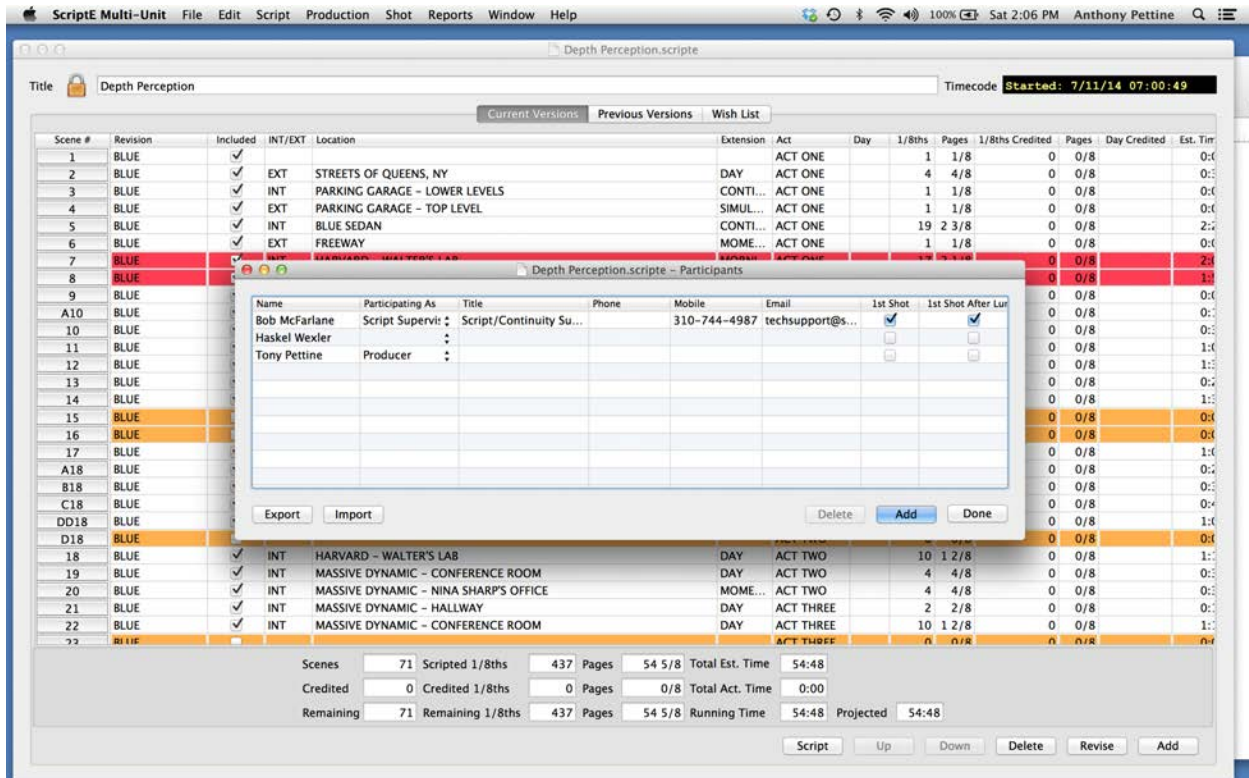 ScriptE Multi-Unit File Edit Script Production Shot Reports Window Help 100% Sat 2:06 PM Anthony Pettine
Depth Perception.scripte
Title Depth Perception Timecode Started: 7/11/14 07:00:49
Current Versions Previous Versions Wish List
Scene # Revision Included INT/EXT Location Extension Act Day 1/8ths Pages 1/8ths Credited Pages Day Credited Est. Tim
1 BLUE ACT ONE 1 1/8 0 0/8
2 BLUE EXT STREETS OF QUEENS, NY DAY ACT ONE 4 4/8 0 0/8
3 BLUE INT PARKING GARAGE – LOWER LEVELS CONTI... ACT ONE 1 1/8 0 0/8
4 BLUE EXT PARKING GARAGE – TOP LEVEL SIMUL... ACT ONE 1 1/8 0 0/8
5 BLUE INT BLUE SEDAN CONTI... ACT ONE 19 2 3/8 0 0/8
6 BLUE EXT FREEWAY MOME... ACT ONE 1 1/8 0 0/8
7 BLUE INT HARVARD – WALTER'S LAB ACT ONE 17 2 1/8 0 0/8
8 BLUE 0 0/8
9 BLUE 0 0/8
A10 BLUE 0 0/8
10 BLUE 0 0/8
11 BLUE 0 0/8
12 BLUE 0 0/8
13 BLUE 0 0/8
14 BLUE 0 0/8
15 BLUE 0 0/8
16 BLUE 0 0/8
17 BLUE 0 0/8
A18 BLUE 0 0/8
B18 BLUE 0 0/8
C18 BLUE 0 0/8
DD18 BLUE 0 0/8
D18 BLUE 0 0/8
18 BLUE INT HARVARD – WALTER'S LAB DAY ACT TWO 10 1 2/8 0 0/8
19 BLUE INT MASSIVE DYNAMIC – CONFERENCE ROOM DAY ACT TWO 4 4/8 0 0/8
20 BLUE INT MASSIVE DYNAMIC – NINA SHARP'S OFFICE MOME... ACT TWO 4 4/8 0 0/8
21 BLUE INT MASSIVE DYNAMIC – HALLWAY DAY ACT THREE 2 2/8 0 0/8
22 BLUE INT MASSIVE DYNAMIC – CONFERENCE ROOM DAY ACT THREE 10 1 2/8 0 0/8
23 BLUE ACT THREE 0 0/8 0 0/8
Depth Perception.scripte – Participants
Name Participating As Title Phone Mobile Email 1st Shot 1st Shot After Lur
Bob McFarlane Script Supervis Script/Continuity Su... 310-744-4987 techsupport@s...
Haskel Wexler
Tony Pettine Producer
Export Import Delete Add Done
Scenes 71 Scripted 1/8ths 437 Pages 54 5/8 Total Est. Time 54:48
Credited 0 Credited 1/8ths 0 Pages 0/8 Total Act. Time 0:00
Remaining 71 Remaining 1/8ths 437 Pages 54 5/8 Running Time 54:48 Projected 54:48
Script Up Down Delete Revise Add